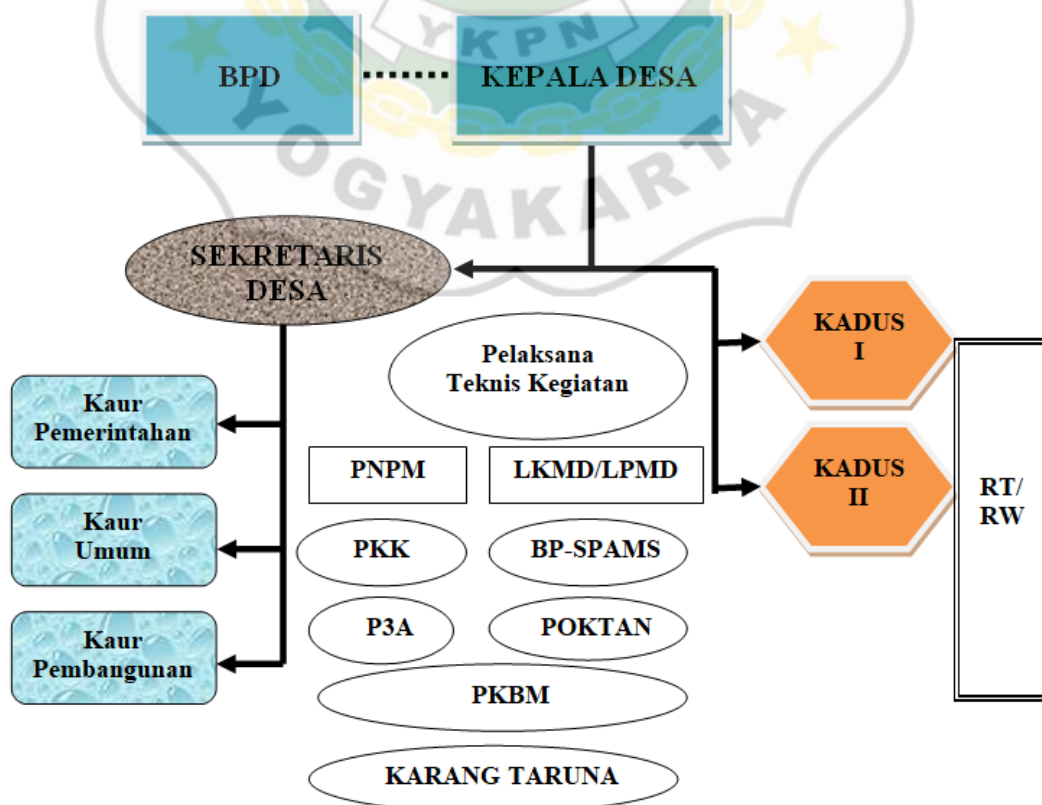 YKPN
YOGYAKARTA
BPD
KEPALA DESA
SEKRETARIS
DESA
Pelaksana
Teknis Kegiatan
KADUS
I
KADUS
II
RT/
RW
Kaur
Pemerintahan
Kaur
Umum
Kaur
Pembangunan
PNPM
LKMD/LPMD
PKK
BP-SPAMS
P3A
POKTAN
PKBM
KARANG TARUNA